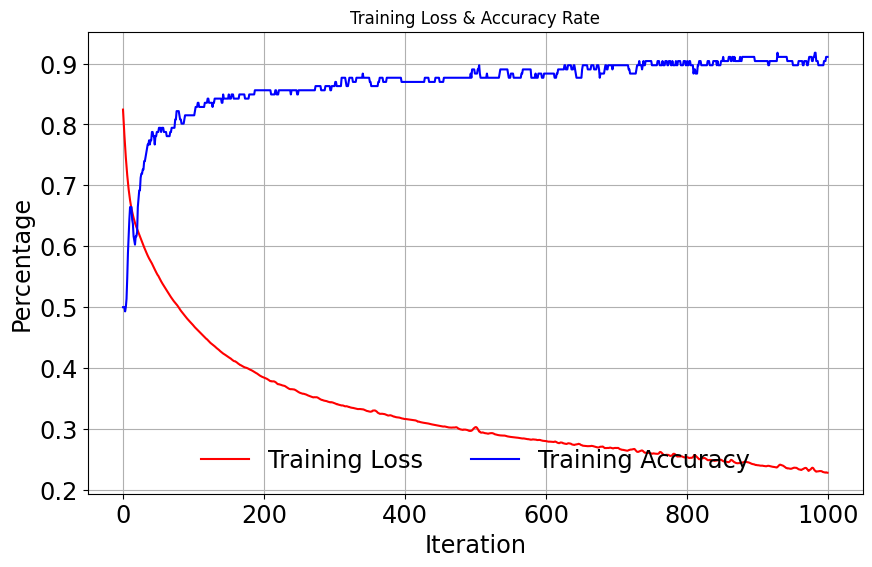 Training Loss & Accuracy Rate
Percentage
0.9
0.8
0.7
0.6
0.5
0.4
0.3
0.2
Training Loss
Training Accuracy
0 200 400 600 800 1000
Iteration